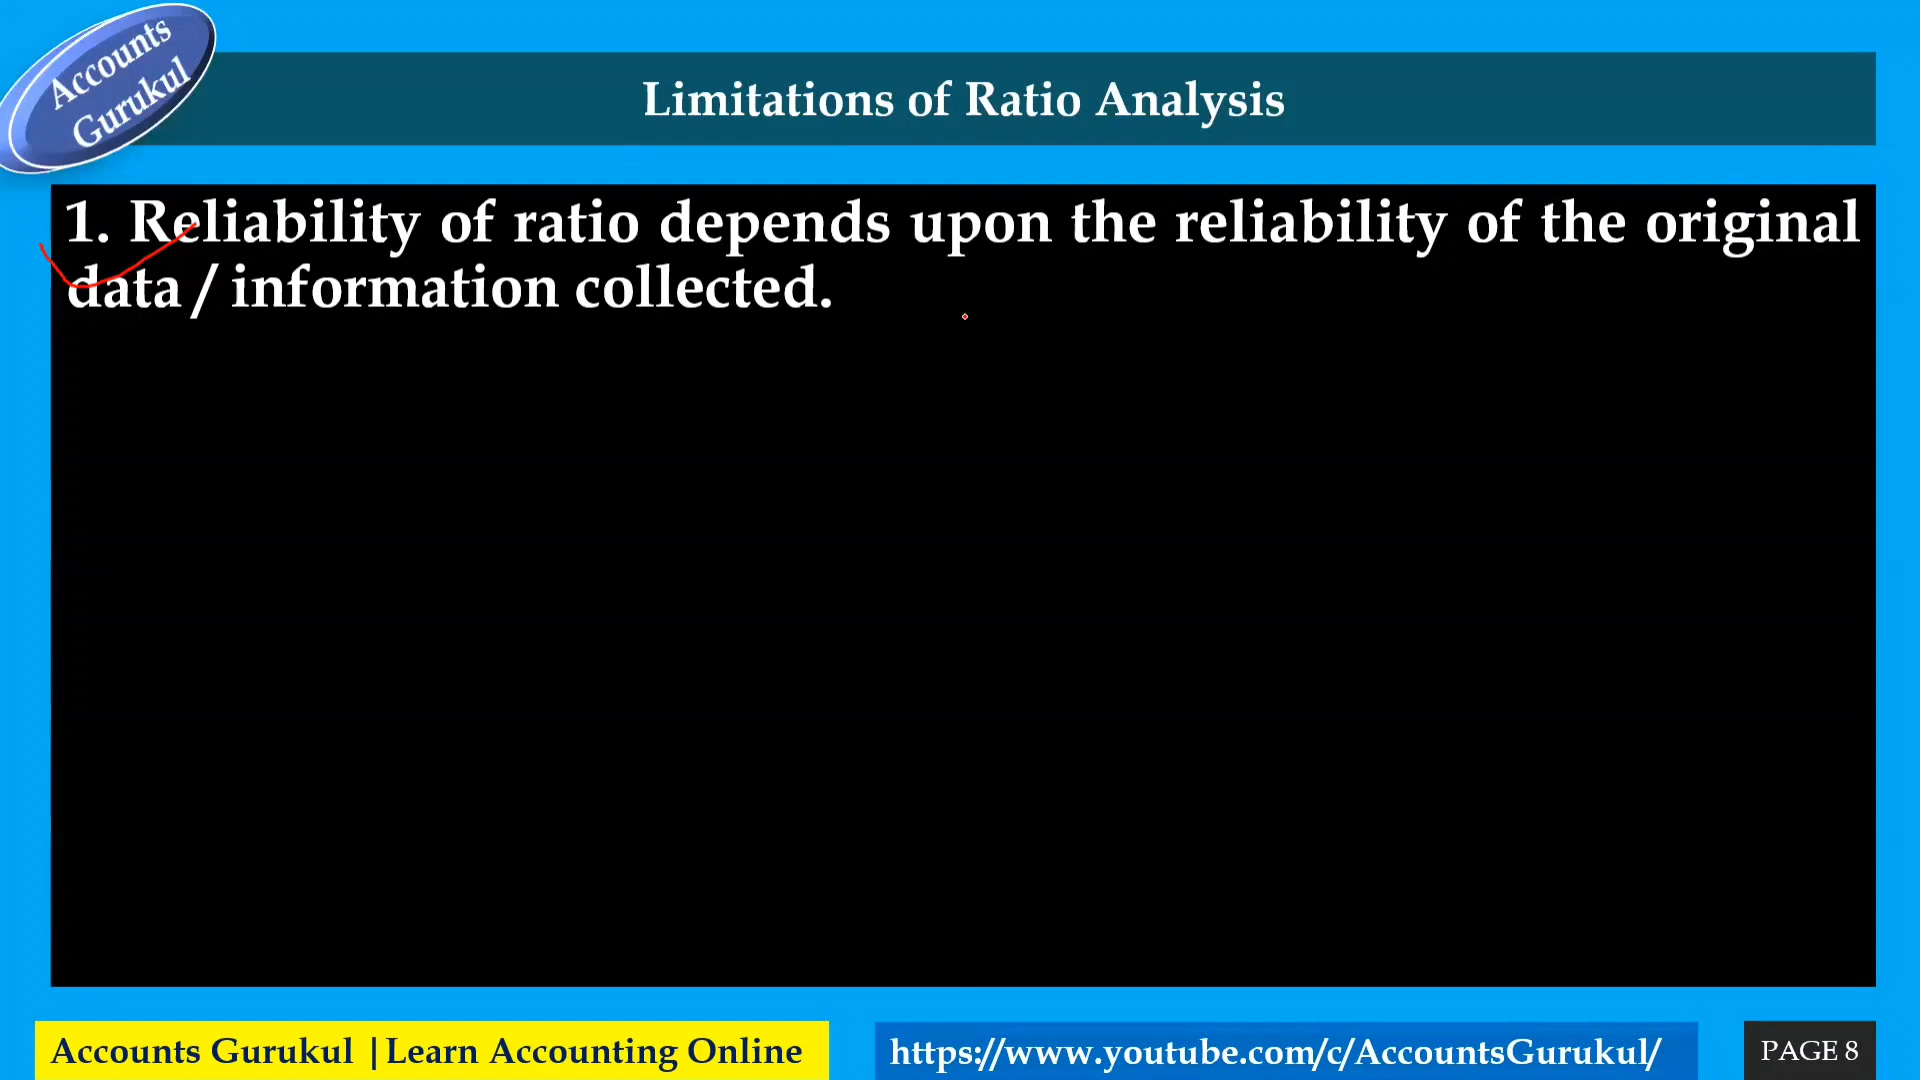 Accounts
Gurukul
Limitations of Ratio Analysis
1. Reliability of ratio depends upon the reliability of the original
data / information collected.
Accounts Gurukul | Learn Accounting Online
https://www.youtube.com/c/AccountsGurukul/
PAGE 8